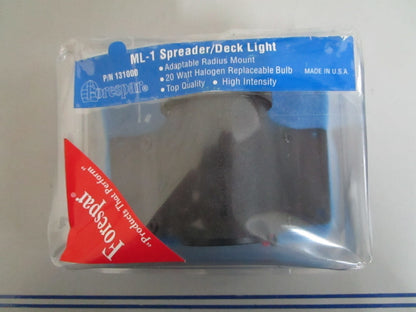 ML-1 Spreader/Deck Light
P/N 131000
• Adaptable Radius Mount
• 20 Watt Halogen Replaceable Bulb
MADE IN U.S.A.
Forespar®
• Top Quality • High Intensity
Forespar®
"Products That Perform"